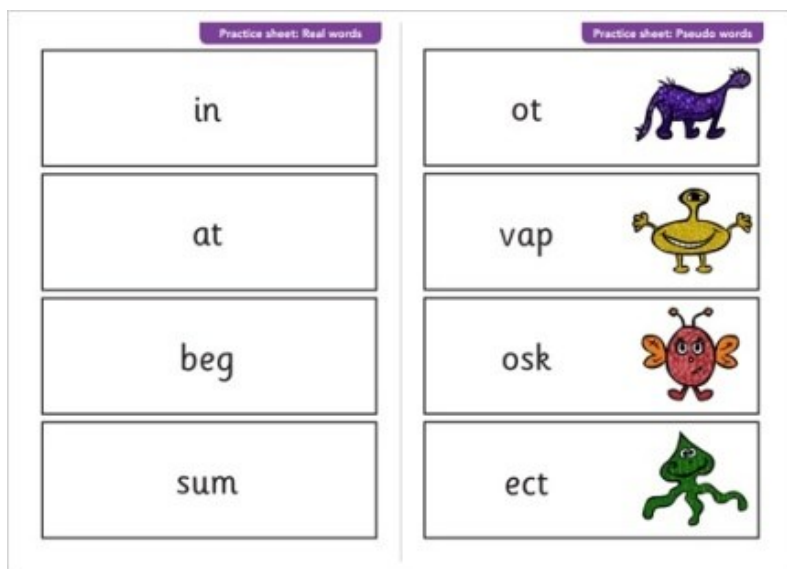 Practice sheet: Real words
in
at
beg
sum
Practice sheet: Pseudo words
ot
vap
osk
ect